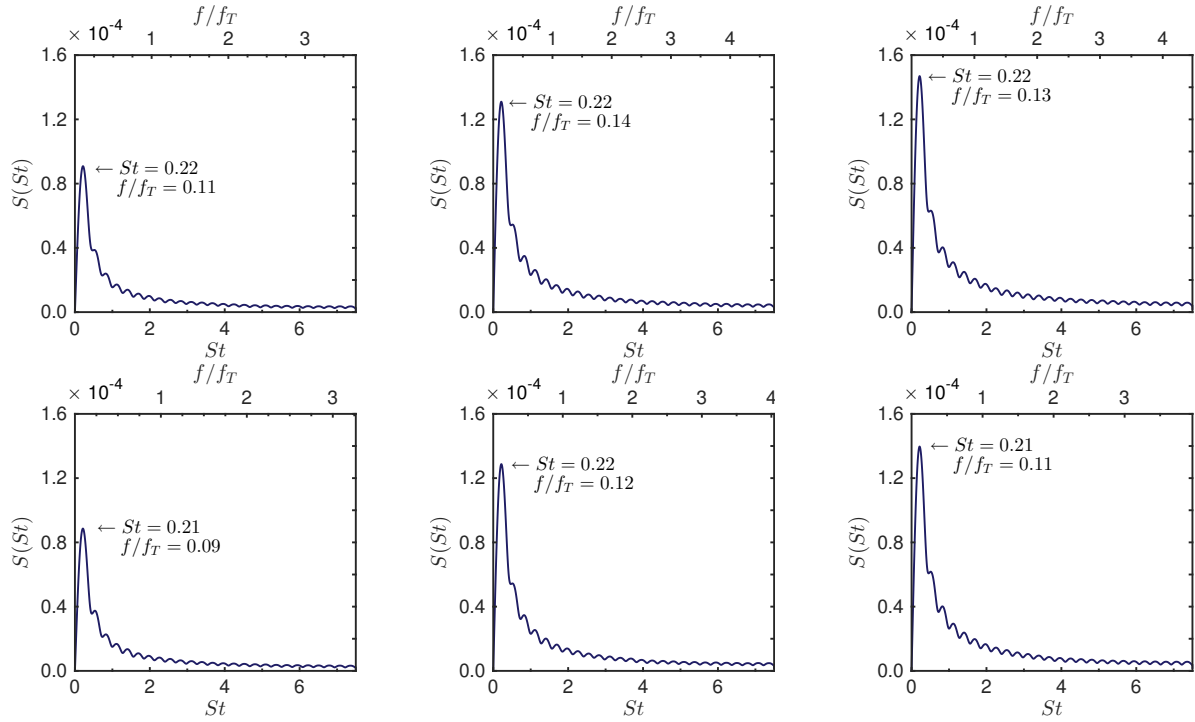 f/f_T
× 10⁻⁴ 1 2 3
1.6
1.2
0.8
0.4
0.0
S(St)
← St = 0.22
f/f_T = 0.11
0 2 4 6
St
f/f_T
× 10⁻⁴ 1 2 3 4
1.6
1.2
0.8
0.4
0.0
S(St)
← St = 0.22
f/f_T = 0.14
0 2 4 6
St
f/f_T
× 10⁻⁴ 1 2 3 4
1.6
1.2
0.8
0.4
0.0
S(St)
← St = 0.22
f/f_T = 0.13
0 2 4 6
St
f/f_T
× 10⁻⁴ 1 2 3
1.6
1.2
0.8
0.4
0.0
S(St)
← St = 0.21
f/f_T = 0.09
0 2 4 6
St
f/f_T
× 10⁻⁴ 1 2 3 4
1.6
1.2
0.8
0.4
0.0
S(St)
← St = 0.22
f/f_T = 0.12
0 2 4 6
St
f/f_T
× 10⁻⁴ 1 2 3
1.6
1.2
0.8
0.4
0.0
S(St)
← St = 0.21
f/f_T = 0.11
0 2 4 6
St